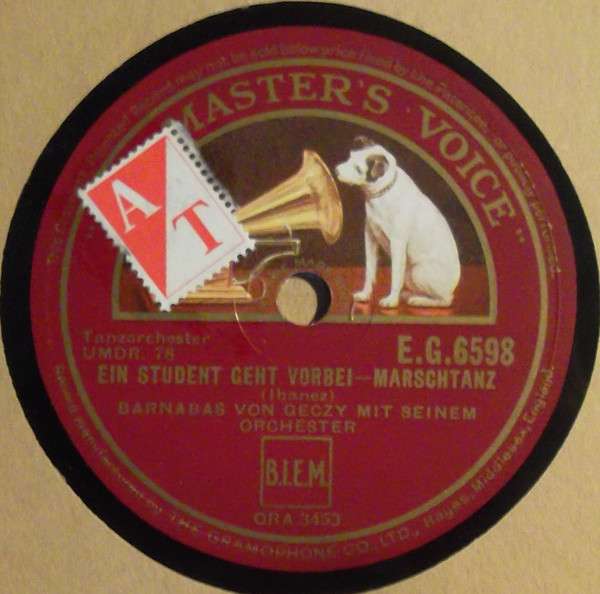 MASTER'S VOICE"
A
T
Tanzorchester
UMDR. 78
E.G.6598
EIN STUDENT GEHT VORBEI—MARSCHTANZ
(Ibanez)
BARNABAS VON GECZY MIT SEINEM
ORCHESTER
B.I.E.M.
ORA 3453
by THE GRAMOPHONE CO., LTD., Hayes, Middlesex, England.